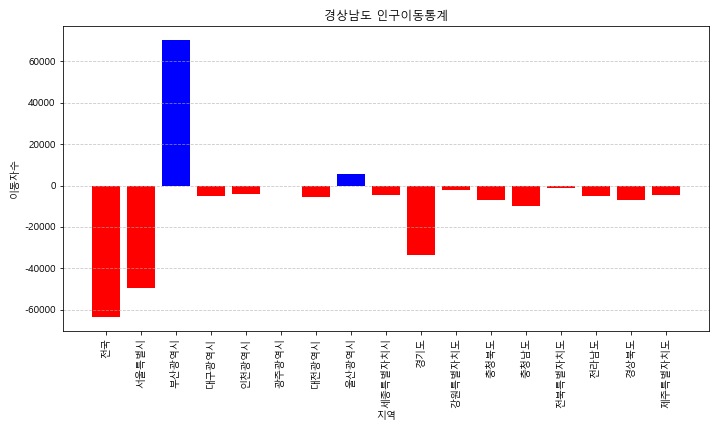 경상남도 인구이동통계
이동자수
60000
40000
20000
0
-20000
-40000
-60000
전국
서울특별시
부산광역시
대구광역시
인천광역시
광주광역시
대전광역시
울산광역시
세종특별자치시
경기도
강원특별자치도
충청북도
충청남도
전북특별자치도
전라남도
경상북도
제주특별자치도
지역